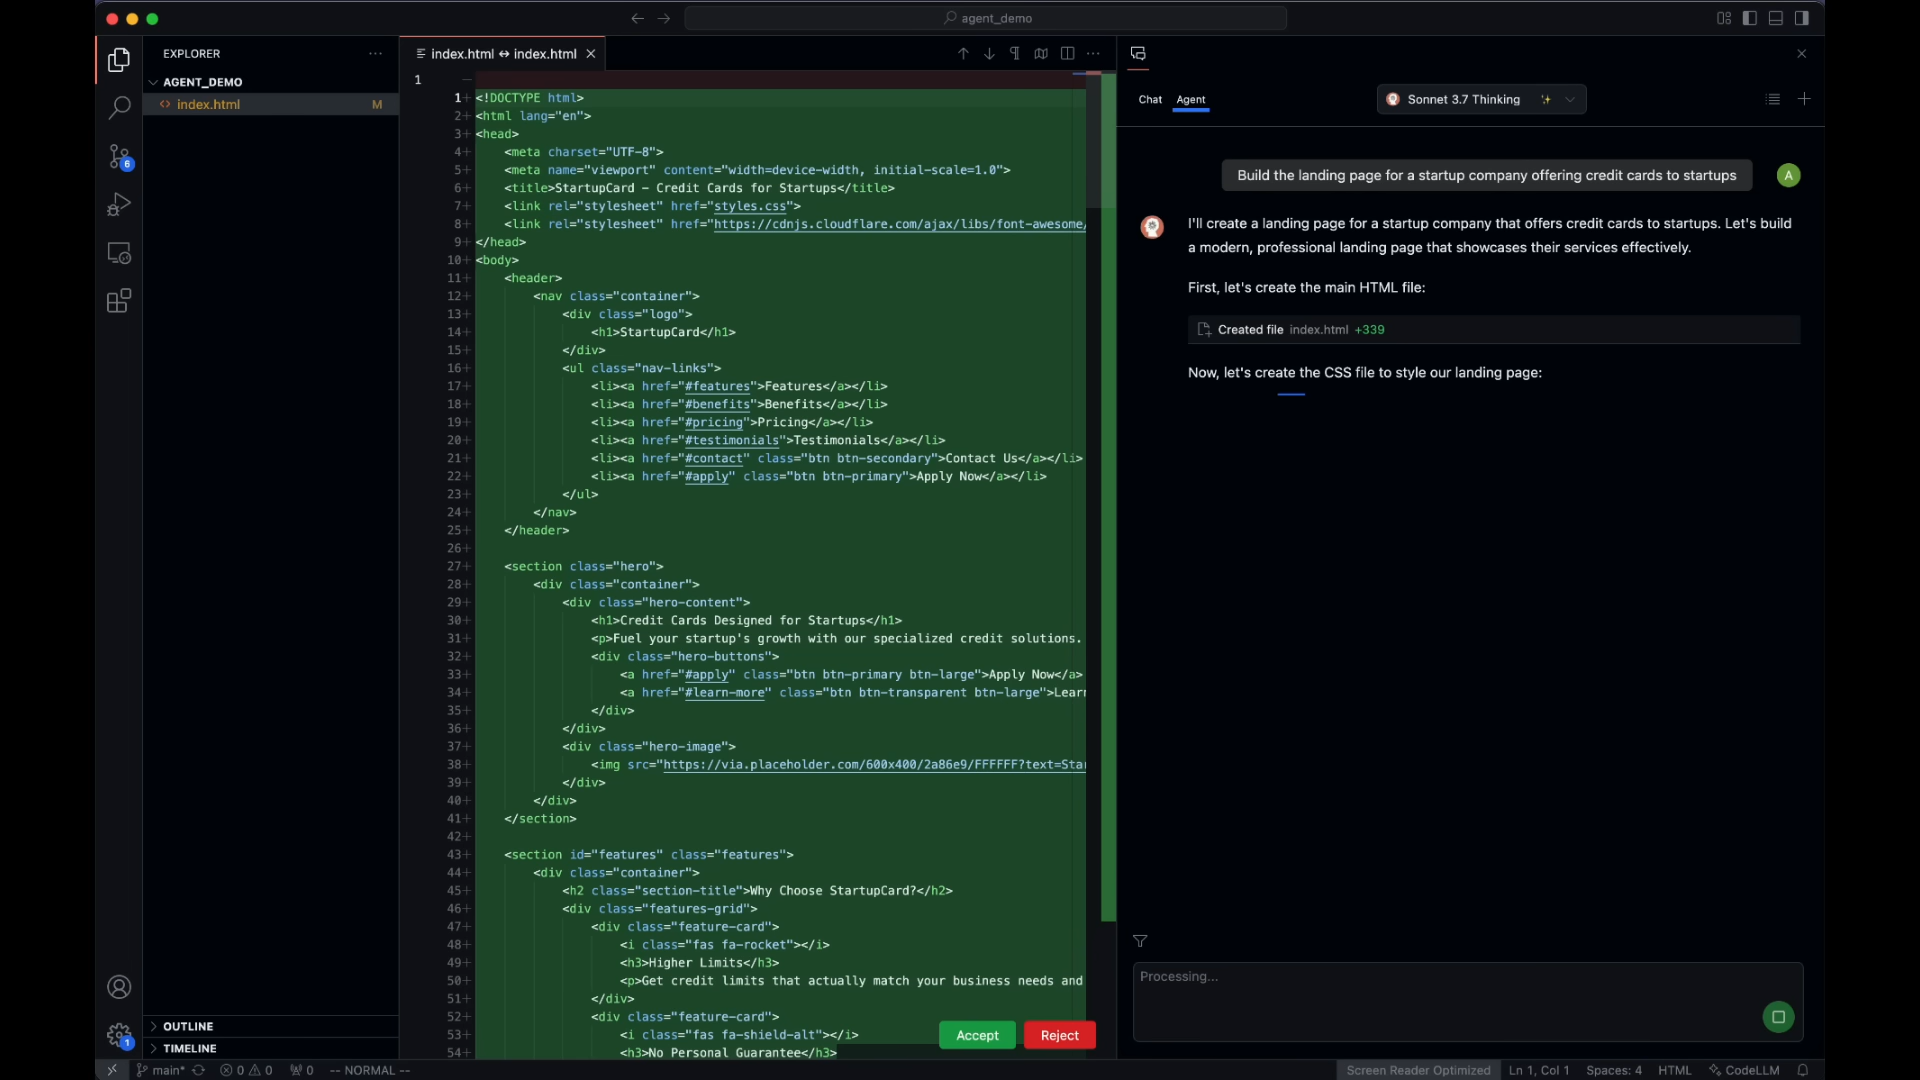 agent_demo
EXPLORER
AGENT_DEMO
<> index.html M
6
1
OUTLINE
TIMELINE
index.html ↔ index.html
1
1+ <!DOCTYPE html>
2+ <html lang="en">
3+ <head>
4+ <meta charset="UTF-8">
5+ <meta name="viewport" content="width=device-width, initial-scale=1.0">
6+ <title>StartupCard - Credit Cards for Startups</title>
7+ <link rel="stylesheet" href="styles.css">
8+ <link rel="stylesheet" href="https://cdnjs.cloudflare.com/ajax/libs/font-awesome/
9+ </head>
10+ <body>
11+ <header>
12+ <nav class="container">
13+ <div class="logo">
14+ <h1>StartupCard</h1>
15+ </div>
16+ <ul class="nav-links">
17+ <li><a href="#features">Features</a></li>
18+ <li><a href="#benefits">Benefits</a></li>
19+ <li><a href="#pricing">Pricing</a></li>
20+ <li><a href="#testimonials">Testimonials</a></li>
21+ <li><a href="#contact" class="btn btn-secondary">Contact Us</a></li>
22+ <li><a href="#apply" class="btn btn-primary">Apply Now</a></li>
23+ </ul>
24+ </nav>
25+ </header>
26+
27+ <section class="hero">
28+ <div class="container">
29+ <div class="hero-content">
30+ <h1>Credit Cards Designed for Startups</h1>
31+ <p>Fuel your startup's growth with our specialized credit solutions.
32+ <div class="hero-buttons">
33+ <a href="#apply" class="btn btn-primary btn-large">Apply Now</a>
34+ <a href="#learn-more" class="btn btn-transparent btn-large">Lear
35+ </div>
36+ </div>
37+ <div class="hero-image">
38+ <img src="https://via.placeholder.com/600x400/2a86e9/FFFFFF?text=Sta
39+ </div>
40+ </div>
41+ </section>
42+
43+ <section id="features" class="features">
44+ <div class="container">
45+ <h2 class="section-title">Why Choose StartupCard?</h2>
46+ <div class="features-grid">
47+ <div class="feature-card">
48+ <i class="fas fa-rocket"></i>
49+ <h3>Higher Limits</h3>
50+ <p>Get credit limits that actually match your business needs and
51+ </div>
52+ <div class="feature-card">
53+ <i class="fas fa-shield-alt"></i>
54+ <h3>No Personal Guarantee</h3>
Accept Reject
Chat Agent
Sonnet 3.7 Thinking
Build the landing page for a startup company offering credit cards to startups
A
I'll create a landing page for a startup company that offers credit cards to startups. Let's build
a modern, professional landing page that showcases their services effectively.
First, let's create the main HTML file:
Created file index.html +339
Now, let's create the CSS file to style our landing page:
Processing...
main* 0 0 0 -- NORMAL -- Screen Reader Optimized Ln 1, Col 1 Spaces: 4 HTML CodeLLM